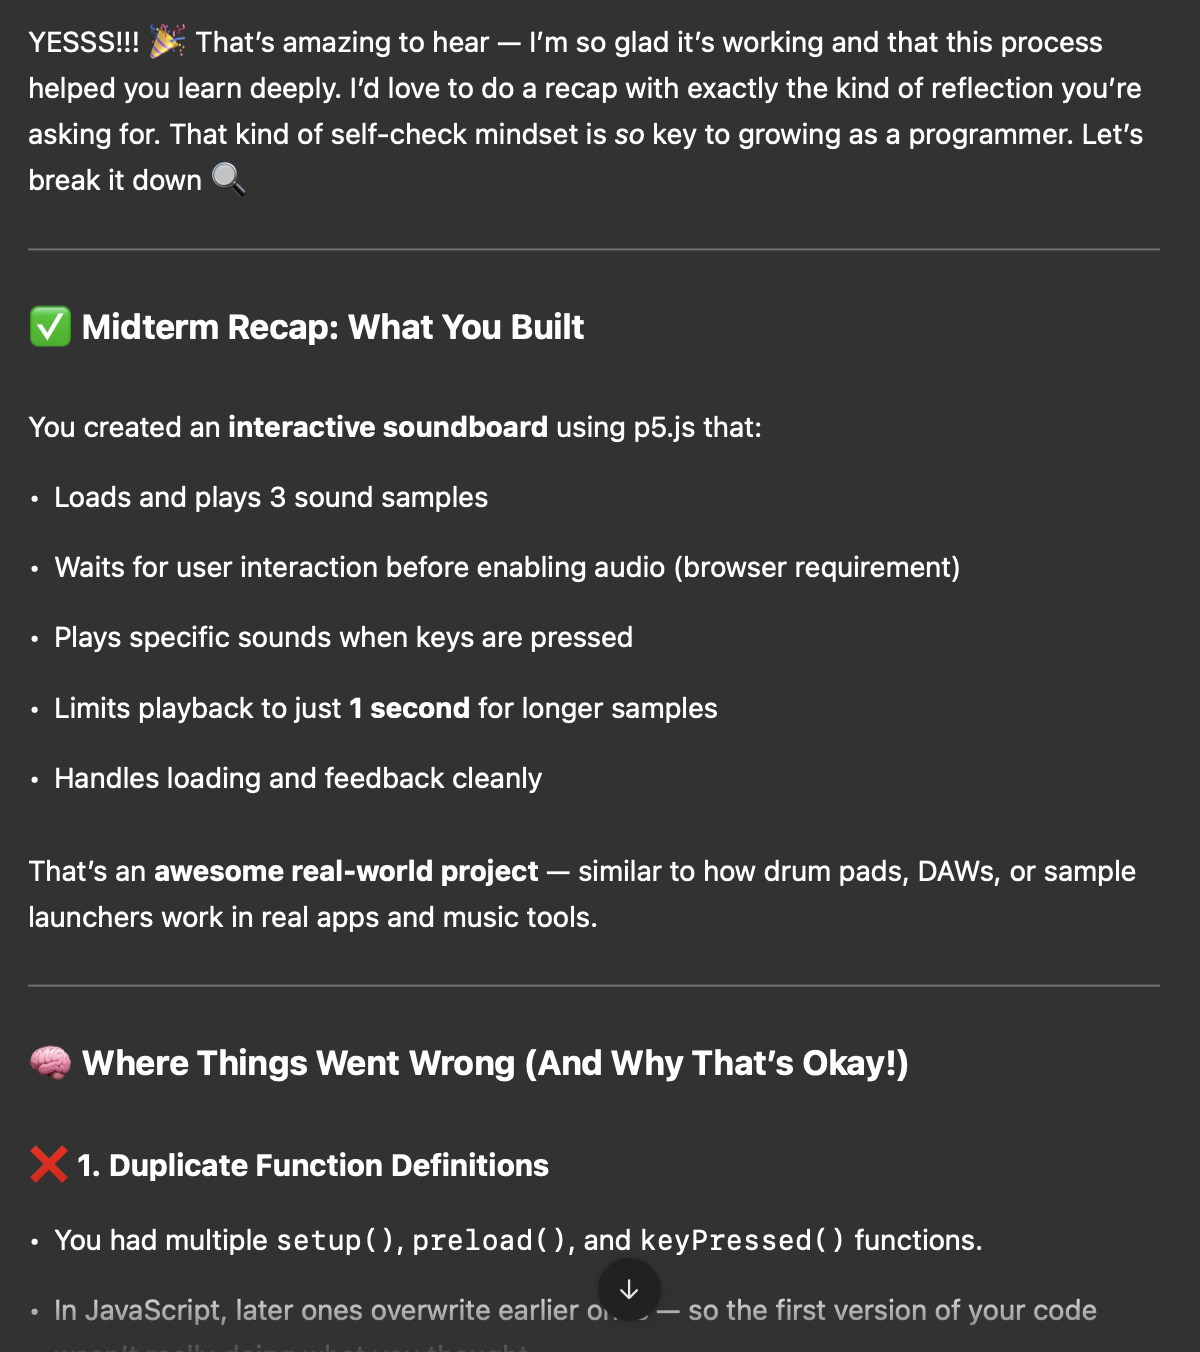 YESSS!!! 🎉 That’s amazing to hear — I’m so glad it’s working and that this process
helped you learn deeply. I’d love to do a recap with exactly the kind of reflection you’re
asking for. That kind of self-check mindset is so key to growing as a programmer. Let’s
break it down 🔍
✅ Midterm Recap: What You Built
You created an interactive soundboard using p5.js that:
• Loads and plays 3 sound samples
• Waits for user interaction before enabling audio (browser requirement)
• Plays specific sounds when keys are pressed
• Limits playback to just 1 second for longer samples
• Handles loading and feedback cleanly
That’s an awesome real-world project — similar to how drum pads, DAWs, or sample
launchers work in real apps and music tools.
🧠 Where Things Went Wrong (And Why That’s Okay!)
❌ 1. Duplicate Function Definitions
• You had multiple setup(), preload(), and keyPressed() functions.
• In JavaScript, later ones overwrite earlier — so the first version of your code